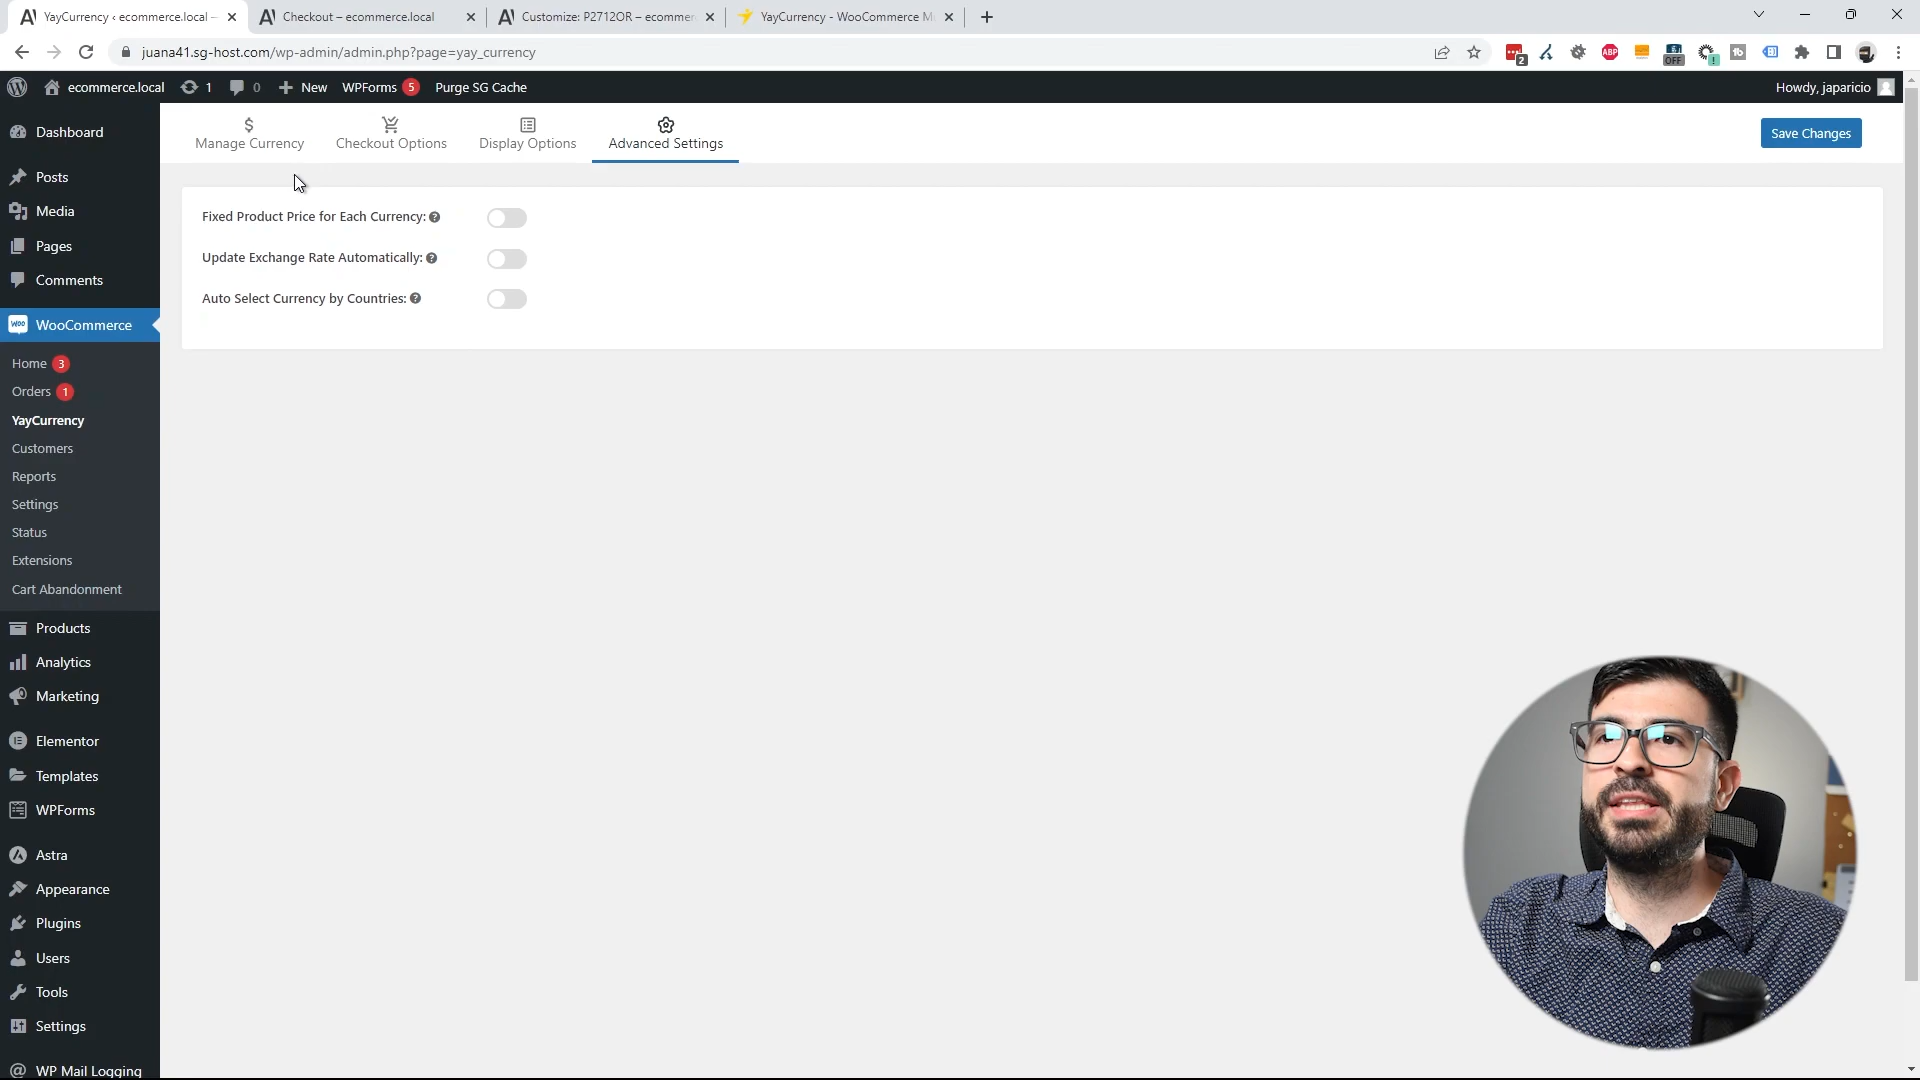 YayCurrency ‹ ecommerce.local –
Checkout – ecommerce.local
Customize: P2712OR – ecommer
YayCurrency - WooCommerce M
juana41.sg-host.com/wp-admin/admin.php?page=yay_currency
2
ABP
OFF
ecommerce.local
1
0
New
WPForms 5
Purge SG Cache
Howdy, japaricio
Dashboard
Posts
Media
Pages
Comments
WooCommerce
Home 3
Orders 1
YayCurrency
Customers
Reports
Settings
Status
Extensions
Cart Abandonment
Products
Analytics
Marketing
Elementor
Templates
WPForms
Astra
Appearance
Plugins
Users
Tools
Settings
WP Mail Logging
Manage Currency
Checkout Options
Display Options
Advanced Settings
Save Changes
Fixed Product Price for Each Currency:
Update Exchange Rate Automatically:
Auto Select Currency by Countries: